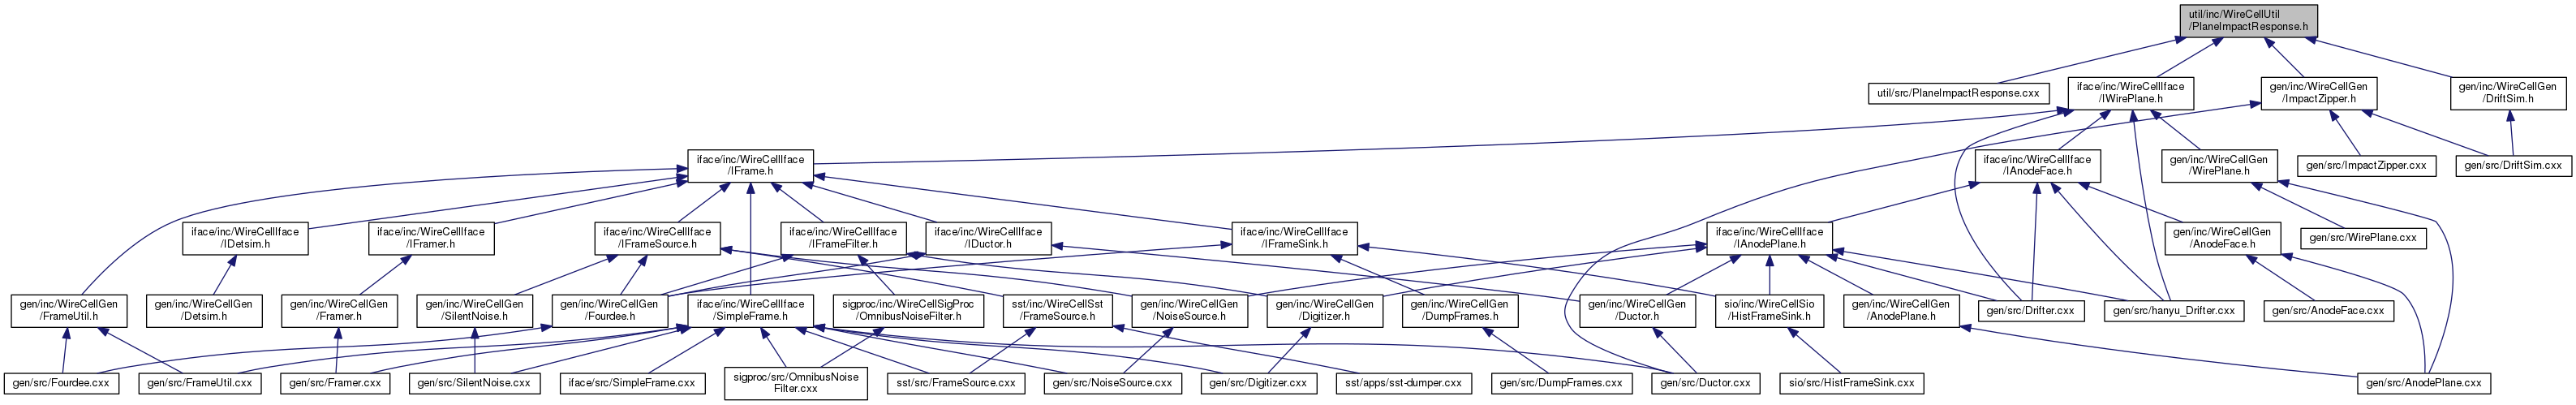 util/inc/WireCellUtil
/PlaneImpactResponse.h
util/src/PlaneImpactResponse.cxx
iface/inc/WireCellIface
/IWirePlane.h
gen/inc/WireCellGen
/ImpactZipper.h
gen/inc/WireCellGen
/DriftSim.h
iface/inc/WireCellIface
/IFrame.h
iface/inc/WireCellIface
/IAnodeFace.h
gen/inc/WireCellGen
/WirePlane.h
gen/src/ImpactZipper.cxx
gen/src/DriftSim.cxx
iface/inc/WireCellIface
/IDetsim.h
iface/inc/WireCellIface
/IFramer.h
iface/inc/WireCellIface
/IFrameSource.h
iface/inc/WireCellIface
/IFrameFilter.h
iface/inc/WireCellIface
/IDuctor.h
iface/inc/WireCellIface
/IFrameSink.h
iface/inc/WireCellIface
/IAnodePlane.h
gen/inc/WireCellGen
/AnodeFace.h
gen/src/WirePlane.cxx
gen/inc/WireCellGen
/FrameUtil.h
gen/inc/WireCellGen
/Detsim.h
gen/inc/WireCellGen
/Framer.h
gen/inc/WireCellGen
/SilentNoise.h
gen/inc/WireCellGen
/Fourdee.h
iface/inc/WireCellIface
/SimpleFrame.h
sigproc/inc/WireCellSigProc
/OmnibusNoiseFilter.h
sst/inc/WireCellSst
/FrameSource.h
gen/inc/WireCellGen
/NoiseSource.h
gen/inc/WireCellGen
/Digitizer.h
gen/inc/WireCellGen
/DumpFrames.h
gen/inc/WireCellGen
/Ductor.h
sio/inc/WireCellSio
/HistFrameSink.h
gen/inc/WireCellGen
/AnodePlane.h
gen/src/Drifter.cxx
gen/src/hanyu_Drifter.cxx
gen/src/AnodeFace.cxx
gen/src/Fourdee.cxx
gen/src/FrameUtil.cxx
gen/src/Framer.cxx
gen/src/SilentNoise.cxx
iface/src/SimpleFrame.cxx
sigproc/src/OmnibusNoise
Filter.cxx
sst/src/FrameSource.cxx
gen/src/NoiseSource.cxx
gen/src/Digitizer.cxx
sst/apps/sst-dumper.cxx
gen/src/DumpFrames.cxx
gen/src/Ductor.cxx
sio/src/HistFrameSink.cxx
gen/src/AnodePlane.cxx